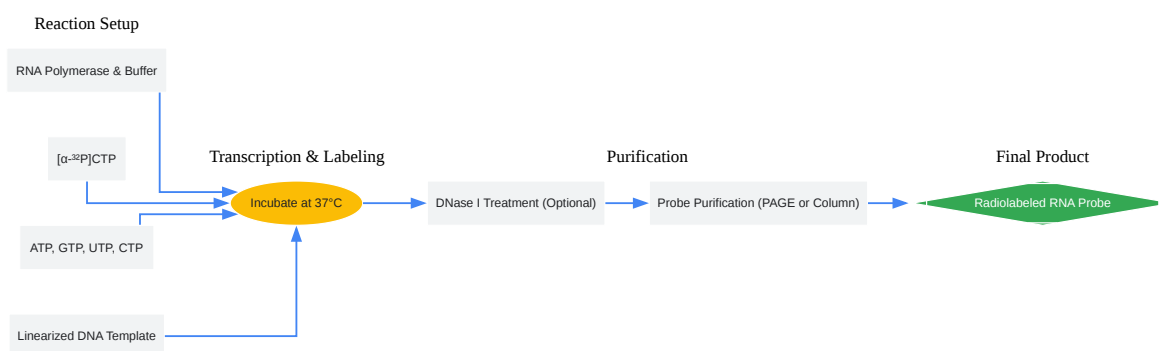 Reaction Setup
RNA Polymerase & Buffer
[α-³²P]CTP
Transcription & Labeling
Purification
Final Product
Incubate at 37°C
DNase I Treatment (Optional)
Probe Purification (PAGE or Column)
Radiolabeled RNA Probe
ATP, GTP, UTP, CTP
Linearized DNA Template